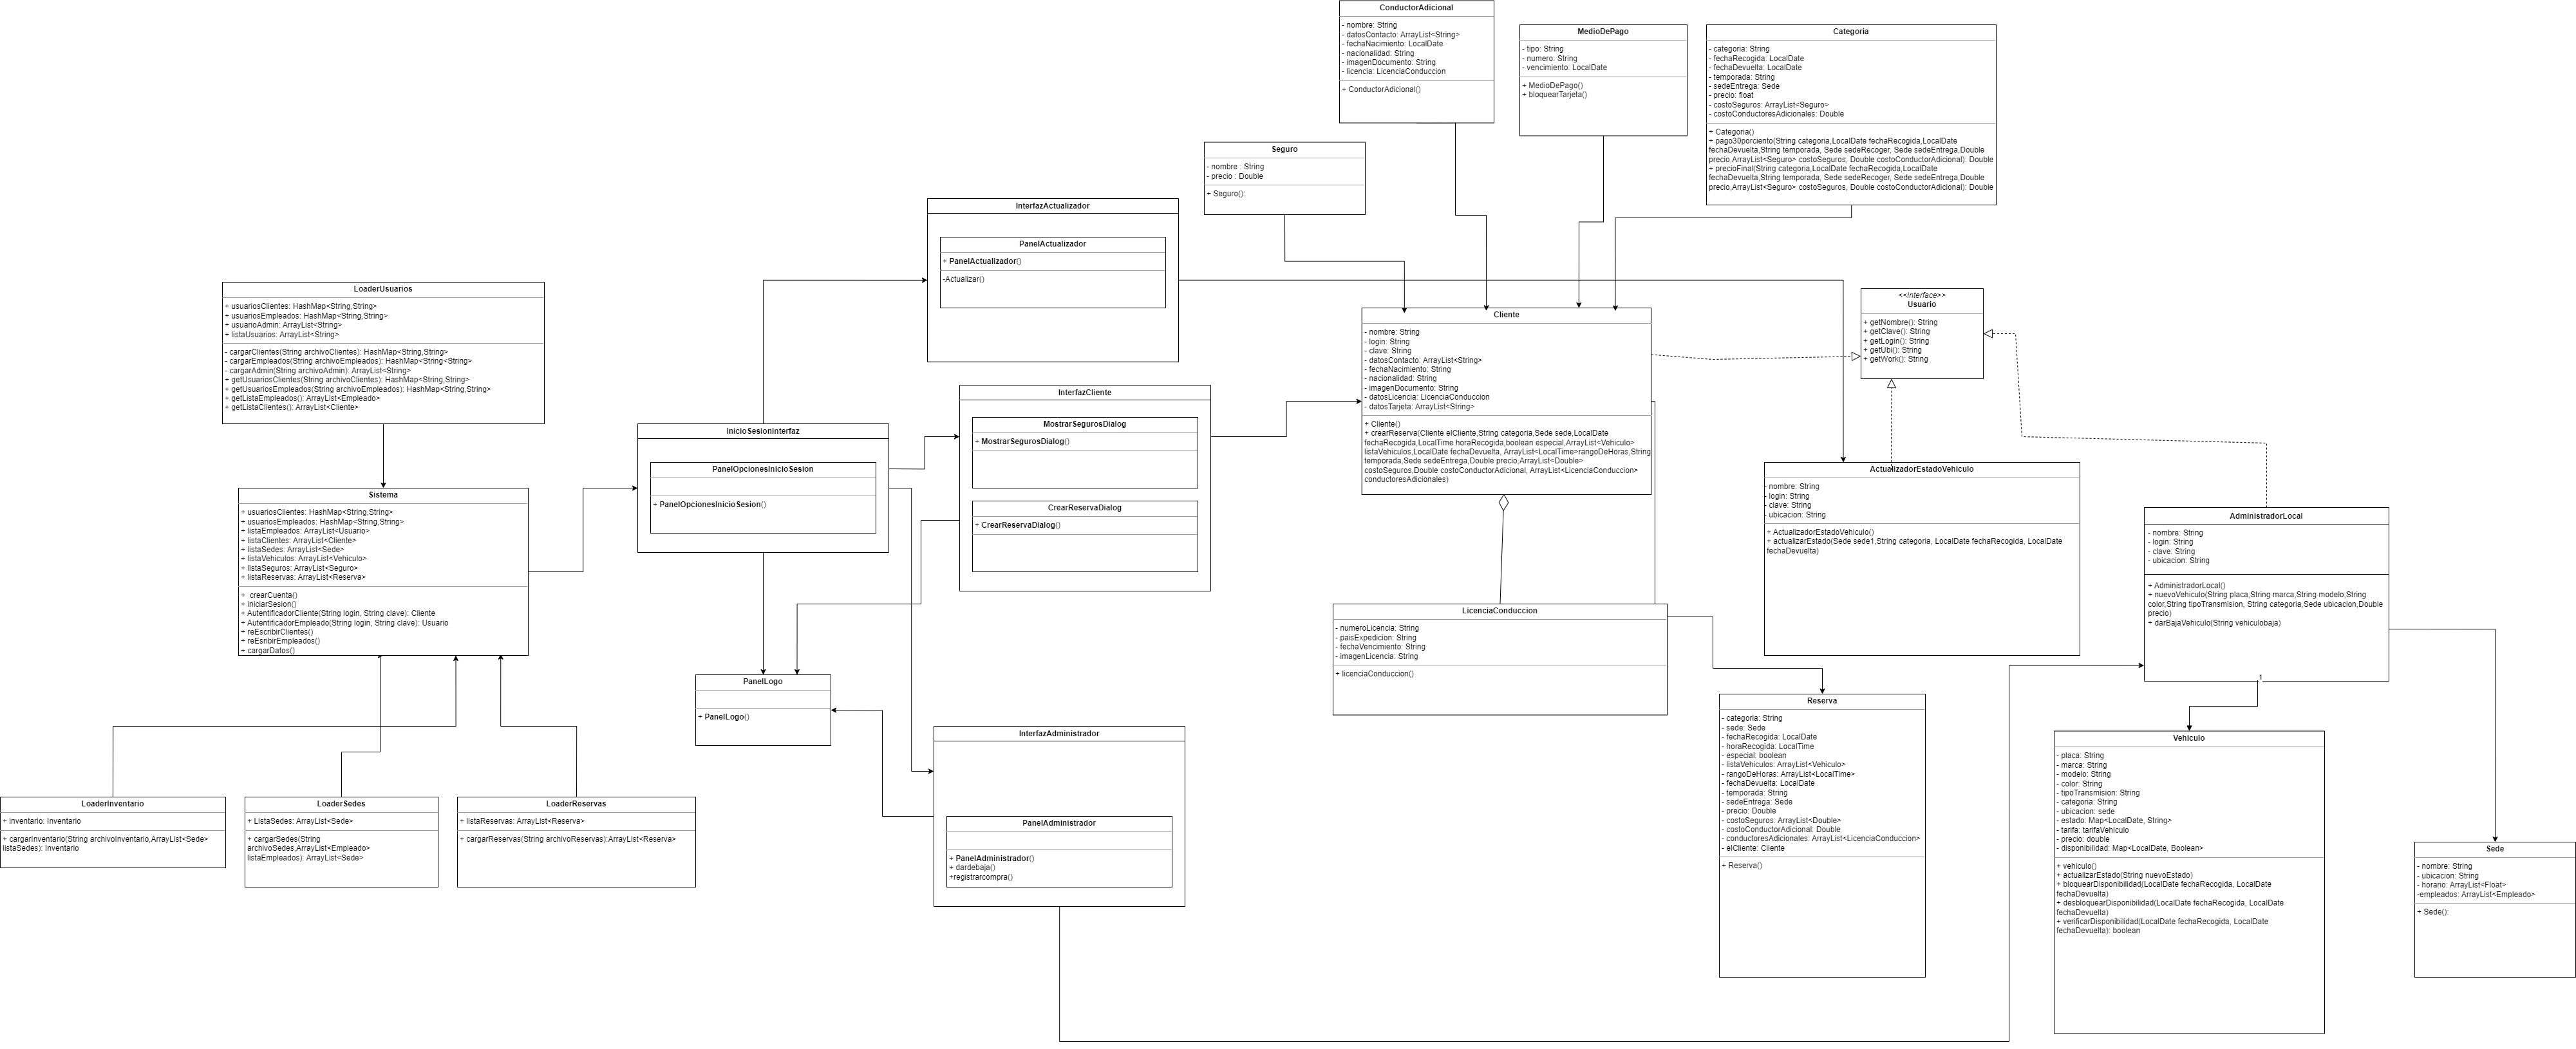 ConductorAdicional
- nombre: String
- datosContacto: ArrayList<String>
- fechaNacimiento: LocalDate
- nacionalidad: String
- imagenDocumento: String
- licencia: LicenciaConduccion
+ ConductorAdicional()
MedioDePago
- tipo: String
- numero: String
- vencimiento: LocalDate
+ MedioDePago()
+ bloquearTarjeta()
Categoria
- categoria: String
- fechaRecogida: LocalDate
- fechaDevuelta: LocalDate
- temporada: String
- sedeEntrega: Sede
- precio: float
- costoSeguros: ArrayList<Seguro>
- costoConductoresAdicionales: Double
+ Categoria()
+ pago30porciento(String categoria,LocalDate fechaRecogida,LocalDate
fechaDevuelta,String temporada, Sede sedeRecoger, Sede sedeEntrega,Double
precio,ArrayList<Seguro> costoSeguros, Double costoConductorAdicional): Double
+ precioFinal(String categoria,LocalDate fechaRecogida,LocalDate
fechaDevuelta,String temporada, Sede sedeRecoger, Sede sedeEntrega,Double
precio,ArrayList<Seguro> costoSeguros, Double costoConductorAdicional): Double
Seguro
- nombre : String
- precio : Double
+ Seguro():
InterfazActualizador
PanelActualizador
+ PanelActualizador()
-Actualizar()
LoaderUsuarios
+ usuariosClientes: HashMap<String,String>
+ usuariosEmpleados: HashMap<String,String>
+ usuarioAdmin: ArrayList<String>
+ listaUsuarios: ArrayList<String>
- cargarClientes(String archivoClientes): HashMap<String,String>
- cargarEmpleados(String archivoEmpleados): HashMap<String<String>
- cargarAdmin(String archivoAdmin): ArrayList<String>
+ getUsuariosClientes(String archivoClientes): HashMap<String,String>
+ getUsuariosEmpleados(String archivoEmpleados): HashMap<String,String>
+ getListaEmpleados(): ArrayList<Empleado>
+ getListaClientes(): ArrayList<Cliente>
<<interface>>
Usuario
+ getNombre(): String
+ getClave(): String
+ getLogin(): String
+ getUbi(): String
+ getWork(): String
Cliente
- nombre: String
- login: String
- clave: String
- datosContacto: ArrayList<String>
- fechaNacimiento: String
- nacionalidad: String
- imagenDocumento: String
- datosLicencia: LicenciaConduccion
- datosTarjeta: ArrayList<String>
+ Cliente()
+ crearReserva(Cliente elCliente,String categoria,Sede sede,LocalDate
fechaRecogida,LocalTime horaRecogida,boolean especial,ArrayList<Vehiculo>
listaVehiculos,LocalDate fechaDevuelta, ArrayList<LocalTime>rangoDeHoras,String
temporada,Sede sedeEntrega,Double precio,ArrayList<Double>
costoSeguros,Double costoConductorAdicional, ArrayList<LicenciaConduccion>
conductoresAdicionales)
InterfazCliente
MostrarSegurosDialog
+ MostrarSegurosDialog()
CrearReservaDialog
+ CrearReservaDialog()
InicioSesioninterfaz
PanelOpcionesInicioSesion
+ PanelOpcionesInicioSesion()
ActualizadorEstadoVehiculo
- nombre: String
- login: String
- clave: String
- ubicacion: String
+ ActualizadorEstadoVehiculo()
+ actualizarEstado(Sede sede1,String categoria, LocalDate fechaRecogida, LocalDate
fechaDevuelta)
Sistema
+ usuariosClientes: HashMap<String,String>
+ usuariosEmpleados: HashMap<String,String>
+ listaEmpleados: ArrayList<Usuario>
+ listaClientes: ArrayList<Cliente>
+ listaSedes: ArrayList<Sede>
+ listaVehiculos: ArrayList<Vehiculo>
+ listaSeguros: ArrayList<Seguro>
+ listaReservas: ArrayList<Reserva>
+ crearCuenta()
+ iniciarSesion()
+ AutentificadorCliente(String login, String clave): Cliente
+ AutentificadorEmpleado(String login, String clave): Usuario
+ reEscribirClientes()
+ reEsribirEmpleados()
+ cargarDatos()
AdministradorLocal
- nombre: String
- login: String
- clave: String
- ubicacion: String
+ AdministradorLocal()
+ nuevoVehiculo(String placa,String marca,String modelo,String
color,String tipoTransmision, String categoria,Sede ubicacion,Double
precio)
+ darBajaVehiculo(String vehiculobaja)
1
LicenciaConduccion
- numeroLicencia: String
- paisExpedicion: String
- fechaVencimiento: String
- imagenLicencia: String
+ licenciaConduccion()
PanelLogo
+ PanelLogo()
Reserva
- categoria: String
- sede: Sede
- fechaRecogida: LocalDate
- horaRecogida: LocalTime
- especial: boolean
- listaVehiculos: ArrayList<Vehiculo>
- rangoDeHoras: ArrayList<LocalTime>
- fechaDevuelta: LocalDate
- temporada: String
- sedeEntrega: Sede
- precio: Double
- costoSeguros: ArrayList<Double>
- costoConductorAdicional: Double
- conductoresAdicionales: ArrayList<LicenciaConduccion>
- elCliente: Cliente
+ Reserva()
InterfazAdministrador
PanelAdministrador
+ PanelAdministrador()
+ dardebaja()
+registrarcompra()
Vehiculo
- placa: String
- marca: String
- modelo: String
- color: String
- tipoTransmision: String
- categoria: String
- ubicacion: sede
- estado: Map<LocalDate, String>
- tarifa: tarifaVehiculo
- precio: double
- disponibilidad: Map<LocalDate, Boolean>
+ vehiculo()
+ actualizarEstado(String nuevoEstado)
+ bloquearDisponibilidad(LocalDate fechaRecogida, LocalDate
fechaDevuelta)
+ desbloquearDisponibilidad(LocalDate fechaRecogida, LocalDate
fechaDevuelta)
+ verificarDisponibilidad(LocalDate fechaRecogida, LocalDate
fechaDevuelta): boolean
LoaderInventario
+ inventario: Inventario
+ cargarInventario(String archivoInventario,ArrayList<Sede>
listaSedes): Inventario
LoaderSedes
+ ListaSedes: ArrayList<Sede>
+ cargarSedes(String
archivoSedes,ArrayList<Empleado>
listaEmpleados): ArrayList<Sede>
LoaderReservas
+ listaReservas: ArrayList<Reserva>
+ cargarReservas(String archivoReservas):ArrayList<Reserva>
Sede
- nombre: String
- ubicacion: String
- horario: ArrayList<Float>
-empleados: ArrayList<Empleado>
+ Sede():